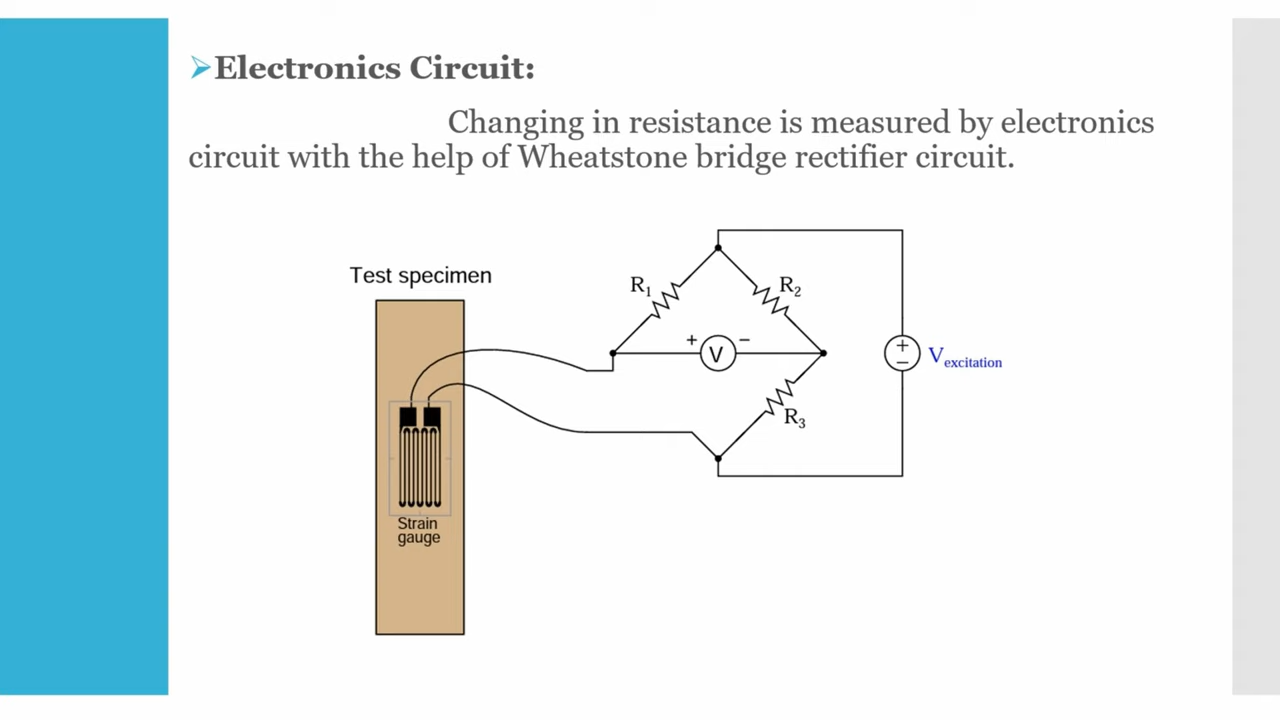 Electronics Circuit:
Changing in resistance is measured by electronics
circuit with the help of Wheatstone bridge rectifier circuit.
Test specimen
R1
R2
+ V −
+
−
Vexcitation
R3
Strain
gauge